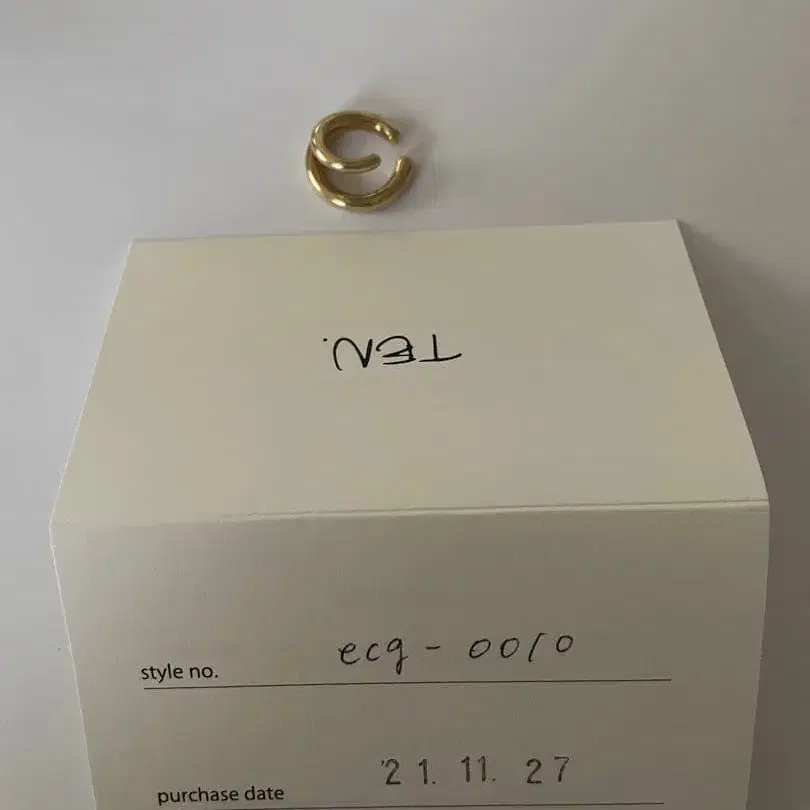 TEN.
style no. ecg - 0010
purchase date '21. 11. 27